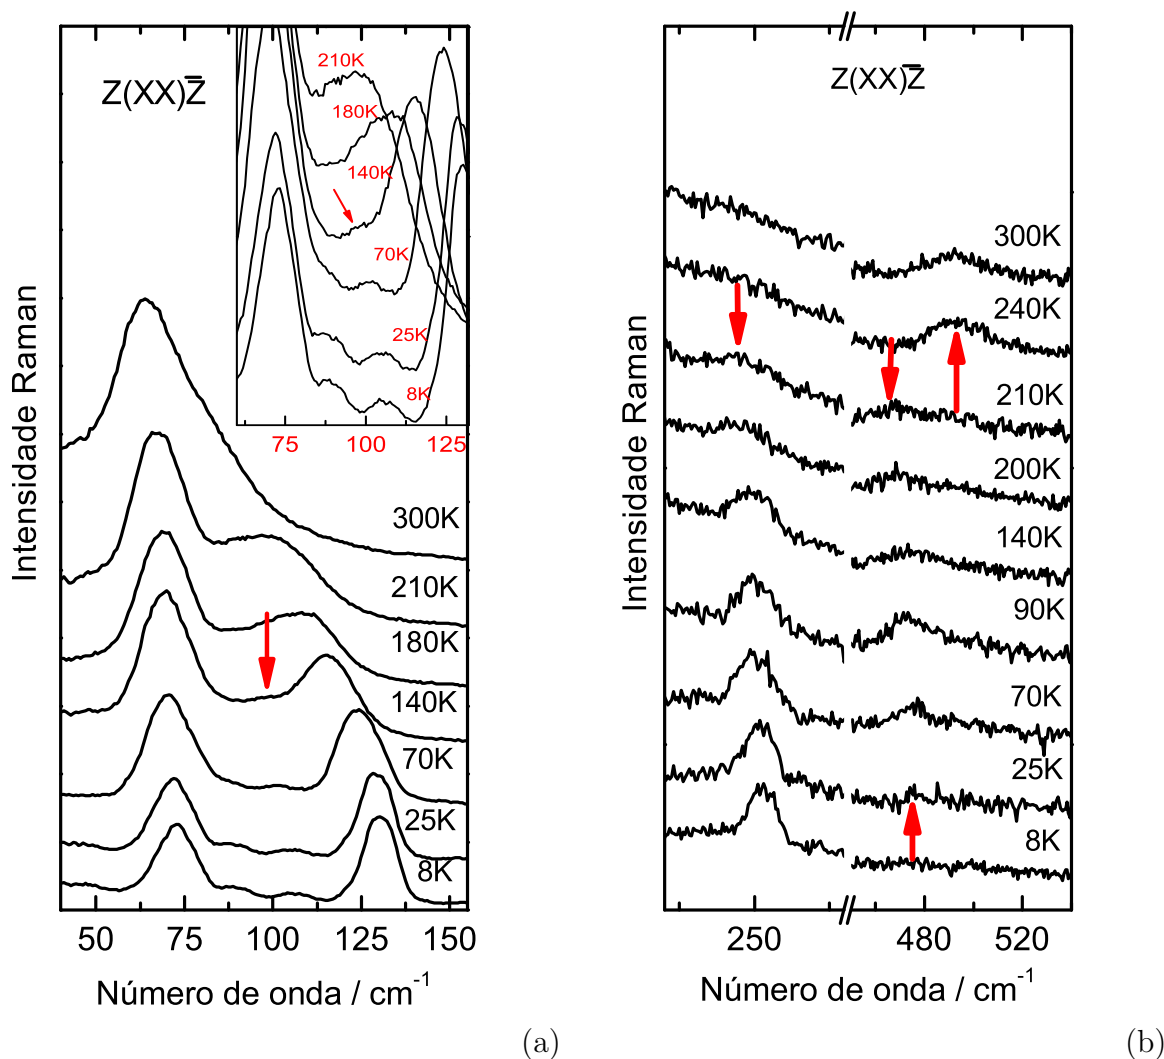 Z(XX)Z̅
210K
180K
140K
70K
25K
8K
75 100 125
300K
210K
180K
140K
70K
25K
8K
50 75 100 125 150
Número de onda / cm⁻¹
Intensidade Raman
(a)
Z(XX)Z̅
300K
240K
210K
200K
140K
90K
70K
25K
8K
250 480 520
Número de onda / cm⁻¹
Intensidade Raman
(b)